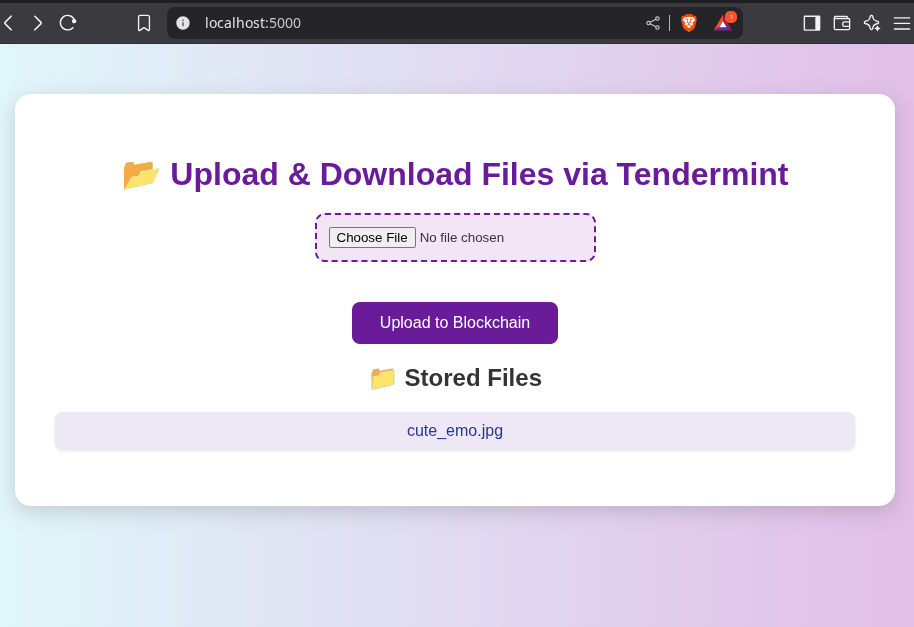 localhost:5000
1
📂 Upload & Download Files via Tendermint
Choose File No file chosen
Upload to Blockchain
📁 Stored Files
cute_emo.jpg